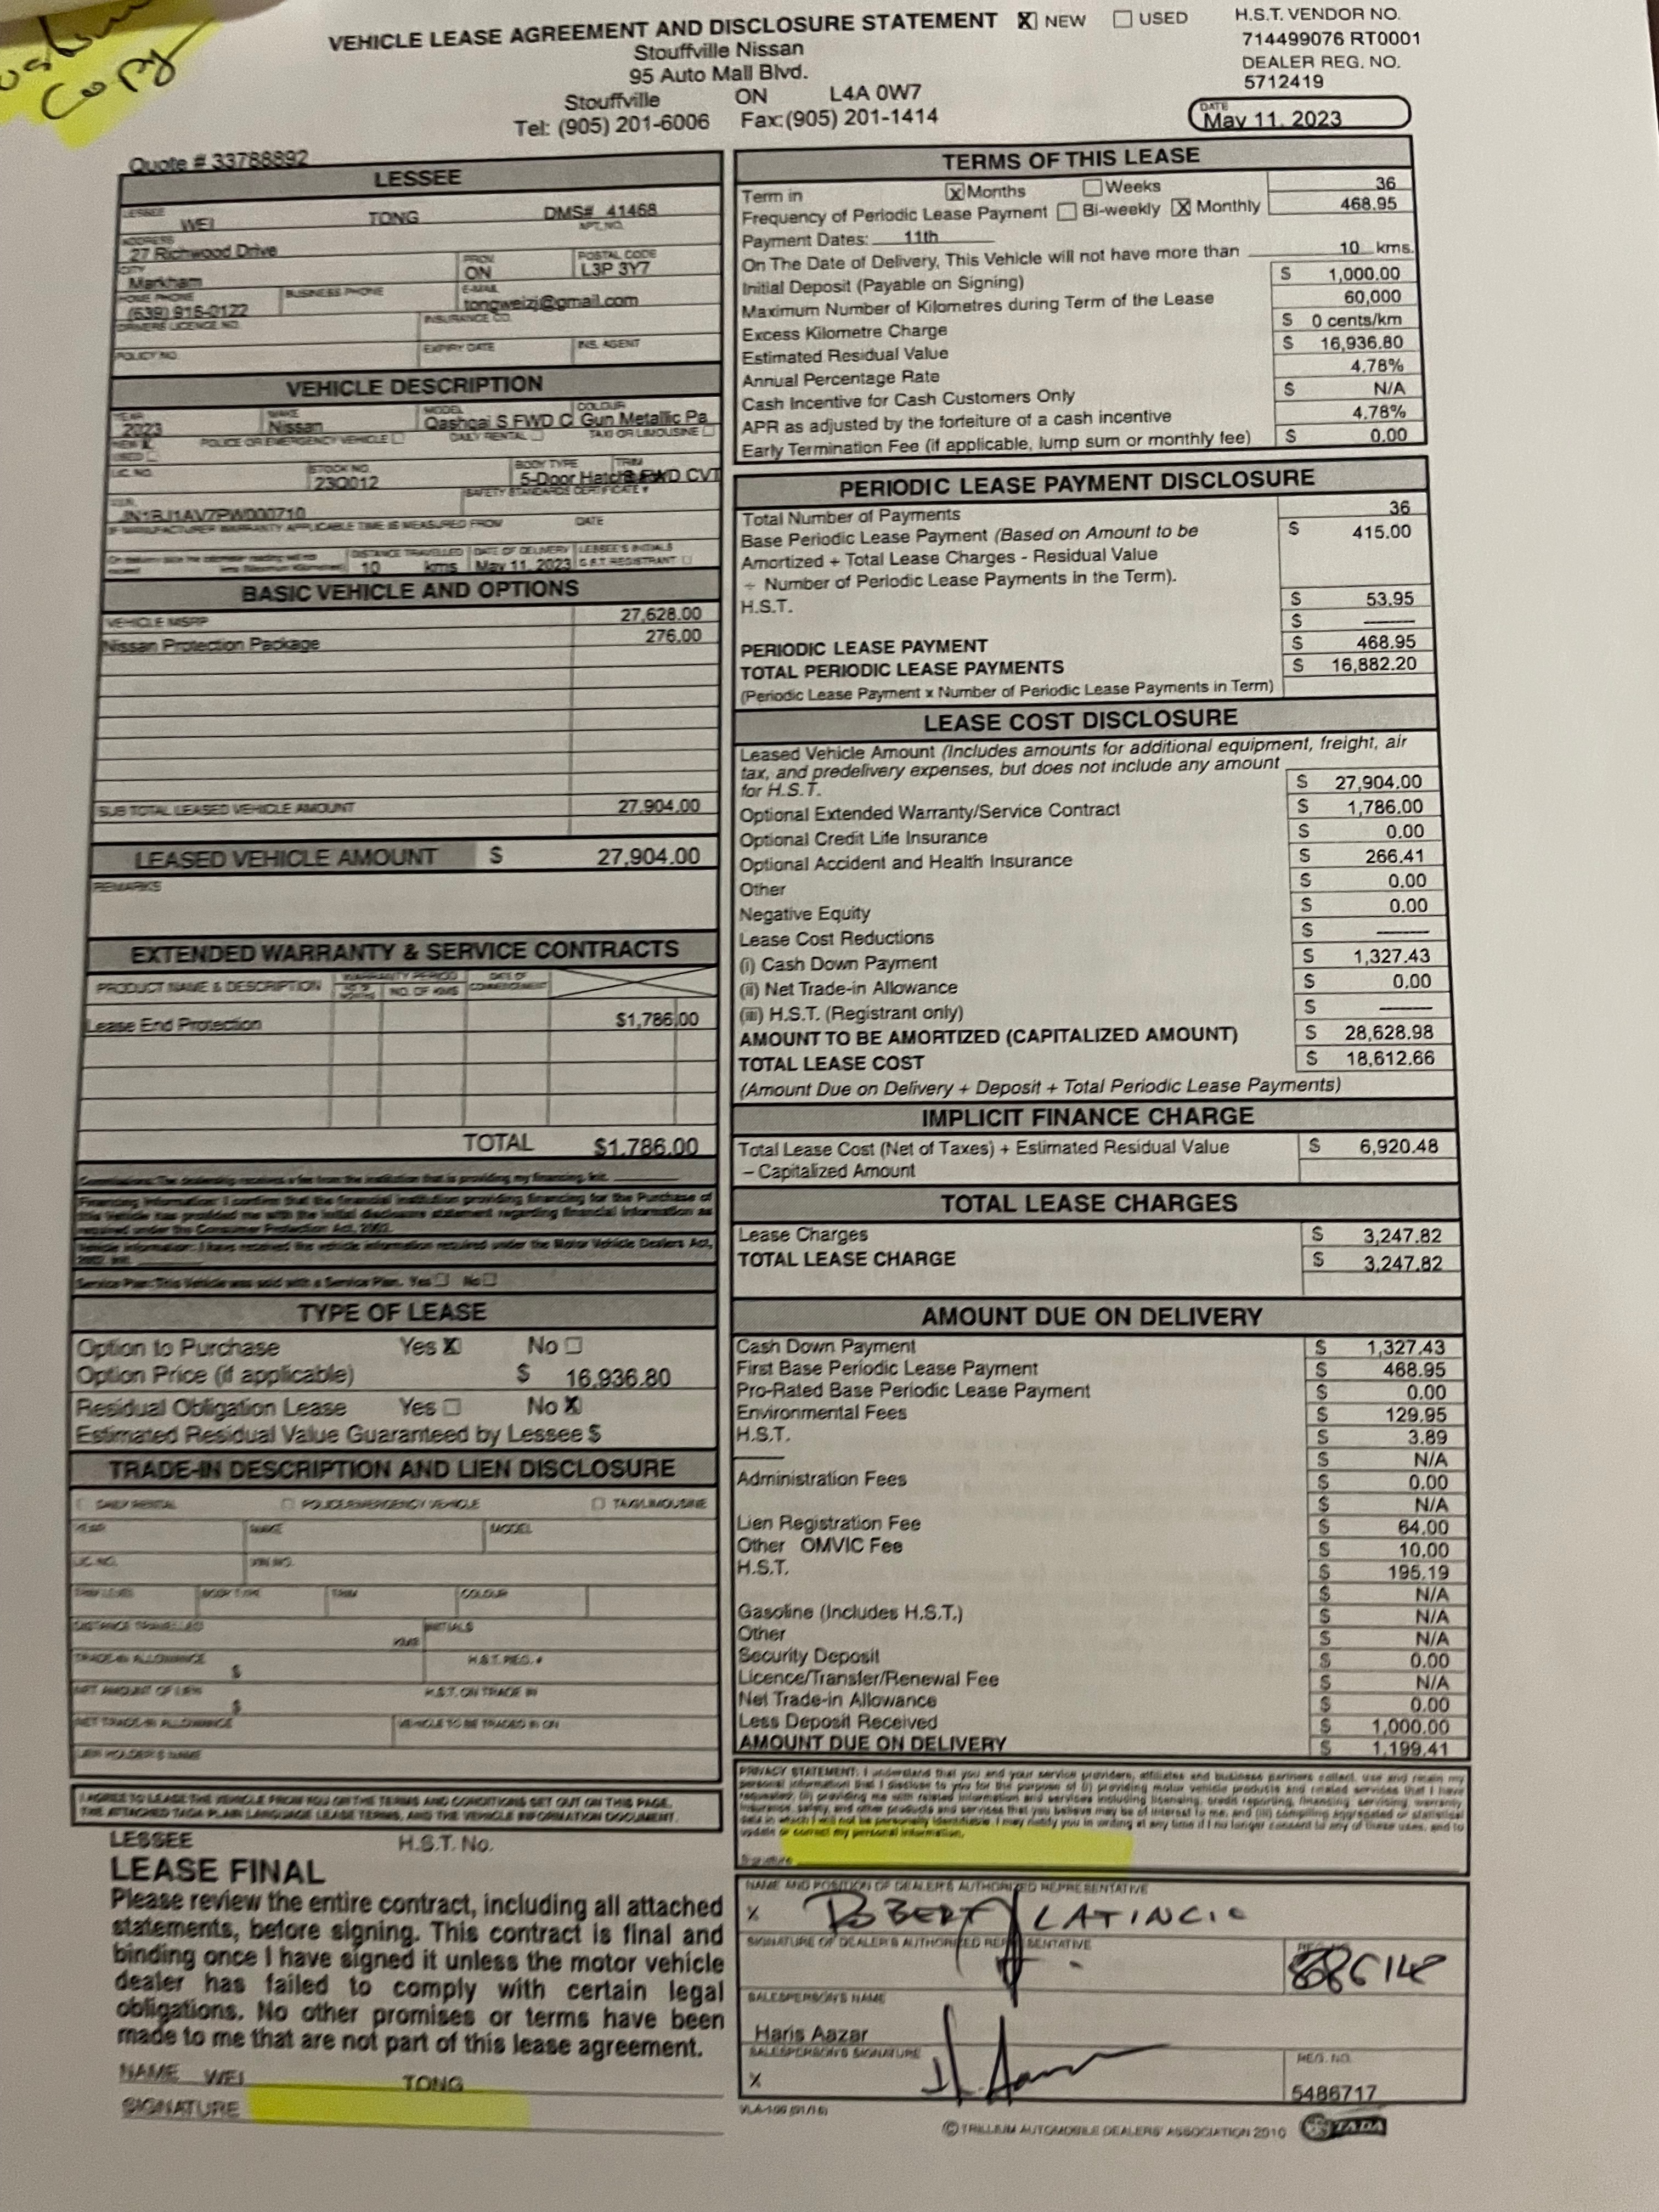 Copy
VEHICLE LEASE AGREEMENT AND DISCLOSURE STATEMENT X NEW USED
Stouffville Nissan
95 Auto Mall Blvd.
Stouffville ON L4A 0W7
Tel: (905) 201-6006 Fax:(905) 201-1414
H.S.T. VENDOR NO.
714499076 RT0001
DEALER REG. NO.
5712419
DATE
May 11, 2023
Quote # 33788892
LESSEE
LESSEE
WEI TONG DMS# 41468
APT. NO.
ADDRESS
27 Richwood Drive
CITY PROV POSTAL CODE
Markham ON L3P 3Y7
HOME PHONE BUSINESS PHONE E-MAIL
(639) 915-0122 tongweizj@gmail.com
DRIVERS LICENCE NO. INSURANCE CO.
POLICY NO. EXPIRY DATE INS. AGENT
VEHICLE DESCRIPTION
YEAR MAKE MODEL COLOUR
2023 Nissan Qashqai S FWD C Gun Metallic Pa
NEW X POLICE OR EMERGENCY VEHICLE DAILY RENTAL TAXI OR LIMOUSINE
USED
LIC. NO. STOCK NO. BODY TYPE TRIM
23Q012 5-Door Hatch FWD CVT
V.I.N. SAFETY STANDARDS CERTIFICATE #
JN1BJ1AV7PW000710
IF MANUFACTURER WARRANTY APPLICABLE TIME IS MEASURED FROM DATE
DISTANCE TRAVELLED DATE OF DELIVERY LESSEE'S INITIALS
10 kms May 11, 2023 G.S.T. REGISTRANT
BASIC VEHICLE AND OPTIONS
VEHICLE MSRP 27,628.00
Nissan Protection Package 276.00
SUB TOTAL LEASED VEHICLE AMOUNT 27,904.00
LEASED VEHICLE AMOUNT $ 27,904.00
REMARKS
EXTENDED WARRANTY & SERVICE CONTRACTS
PRODUCT NAME & DESCRIPTION WARRANTY PERIOD NO. OF MONTHS NO. OF KMS DATE OF COMMENCEMENT
Lease End Protection $1,786.00
TOTAL $1,786.00
Commissions: The dealership receives a fee from the institution that is providing my financing. Init.
Financing Information: I confirm that the financial institution providing financing for the Purchase of
this Vehicle has provided me with the initial disclosure statement regarding financial information as
required under the Consumer Protection Act, 2002.
Vehicle Information: I have received the vehicle information required under the Motor Vehicle Dealers Act,
2002. Init.
Service Plan: This Vehicle was sold with a Service Plan. Yes No
TYPE OF LEASE
Option to Purchase Yes X No
Option Price (if applicable) $ 16,936.80
Residual Obligation Lease Yes No X
Estimated Residual Value Guaranteed by Lessee $
TRADE-IN DESCRIPTION AND LIEN DISCLOSURE
DAILY RENTAL POLICE/EMERGENCY VEHICLE TAXI/LIMOUSINE
YEAR MAKE MODEL
LIC. NO. VIN NO.
BODY TYPE TRIM COLOUR
DISTANCE TRAVELLED KMS INITIALS
TRADE-IN ALLOWANCE $ H.S.T. REG. #
NET AMOUNT OF LIEN $ H.S.T. ON TRADE IN
NET TRADE-IN ALLOWANCE VEHICLE TO BE TRADED IN ON
LIEN HOLDER'S NAME
I AGREE TO LEASE THE VEHICLE FROM YOU ON THE TERMS AND CONDITIONS SET OUT ON THIS PAGE,
THE ATTACHED TADA PLAIN LANGUAGE LEASE TERMS, AND THE VEHICLE INFORMATION DOCUMENT.
LESSEE H.S.T. No.
LEASE FINAL
Please review the entire contract, including all attached
statements, before signing. This contract is final and
binding once I have signed it unless the motor vehicle
dealer has failed to comply with certain legal
obligations. No other promises or terms have been
made to me that are not part of this lease agreement.
NAME WEI TONG
SIGNATURE
TERMS OF THIS LEASE
Term in X Months Weeks 36
Frequency of Periodic Lease Payment Bi-weekly X Monthly 468.95
Payment Dates: 11th
On The Date of Delivery, This Vehicle will not have more than 10 kms.
Initial Deposit (Payable on Signing) $ 1,000.00
Maximum Number of Kilometres during Term of the Lease 60,000
Excess Kilometre Charge $ 0 cents/km
Estimated Residual Value $ 16,936.80
Annual Percentage Rate 4.78%
Cash Incentive for Cash Customers Only $ N/A
APR as adjusted by the forfeiture of a cash incentive 4.78%
Early Termination Fee (if applicable, lump sum or monthly fee) $ 0.00
PERIODIC LEASE PAYMENT DISCLOSURE
Total Number of Payments 36
Base Periodic Lease Payment (Based on Amount to be $ 415.00
Amortized + Total Lease Charges - Residual Value
÷ Number of Periodic Lease Payments in the Term).
H.S.T. $ 53.95
$
PERIODIC LEASE PAYMENT $ 468.95
TOTAL PERIODIC LEASE PAYMENTS $ 16,882.20
(Periodic Lease Payment x Number of Periodic Lease Payments in Term)
LEASE COST DISCLOSURE
Leased Vehicle Amount (Includes amounts for additional equipment, freight, air
tax, and predelivery expenses, but does not include any amount
for H.S.T. $ 27,904.00
Optional Extended Warranty/Service Contract $ 1,786.00
Optional Credit Life Insurance $ 0.00
Optional Accident and Health Insurance $ 266.41
Other $ 0.00
Negative Equity $ 0.00
Lease Cost Reductions $
(i) Cash Down Payment $ 1,327.43
(ii) Net Trade-in Allowance $ 0.00
(iii) H.S.T. (Registrant only) $
AMOUNT TO BE AMORTIZED (CAPITALIZED AMOUNT) $ 28,628.98
TOTAL LEASE COST $ 18,612.66
(Amount Due on Delivery + Deposit + Total Periodic Lease Payments)
IMPLICIT FINANCE CHARGE
Total Lease Cost (Net of Taxes) + Estimated Residual Value $ 6,920.48
– Capitalized Amount
TOTAL LEASE CHARGES
Lease Charges $ 3,247.82
TOTAL LEASE CHARGE $ 3,247.82
AMOUNT DUE ON DELIVERY
Cash Down Payment $ 1,327.43
First Base Periodic Lease Payment $ 468.95
Pro-Rated Base Periodic Lease Payment $ 0.00
Environmental Fees $ 129.95
H.S.T. $ 3.89
$ N/A
Administration Fees $ 0.00
$ N/A
Lien Registration Fee $ 64.00
Other OMVIC Fee $ 10.00
H.S.T. $ 195.19
$ N/A
Gasoline (Includes H.S.T.) $ N/A
Other $ N/A
Security Deposit $ 0.00
Licence/Transfer/Renewal Fee $ N/A
Net Trade-in Allowance $ 0.00
Less Deposit Received $ 1,000.00
AMOUNT DUE ON DELIVERY $ 1,199.41
PRIVACY STATEMENT: I understand that you and your service providers, affiliates and business partners collect, use and retain my
personal information that I disclose to you for the purpose of (i) providing motor vehicle products and related services that I have
requested; (ii) providing me with related information and services including licensing, credit reporting, financing, servicing, warranty,
insurance, safety, and other products and services that you believe may be of interest to me, and (iii) compiling aggregated or statistical
data in which I will not be personally identifiable. I may notify you in writing at any time if I no longer consent to any of these uses, and to
update or correct my personal information.
Signature
NAME AND POSITION OF DEALER'S AUTHORIZED REPRESENTATIVE
X ROBERT LATINCIC
SIGNATURE OF DEALER'S AUTHORIZED REPRESENTATIVE REG. NO.
SALESPERSON'S NAME
Haris Aazar
SALESPERSON'S SIGNATURE REG. NO.
X 5486717
© TRILLIUM AUTOMOBILE DEALERS' ASSOCIATION 2010 TADA